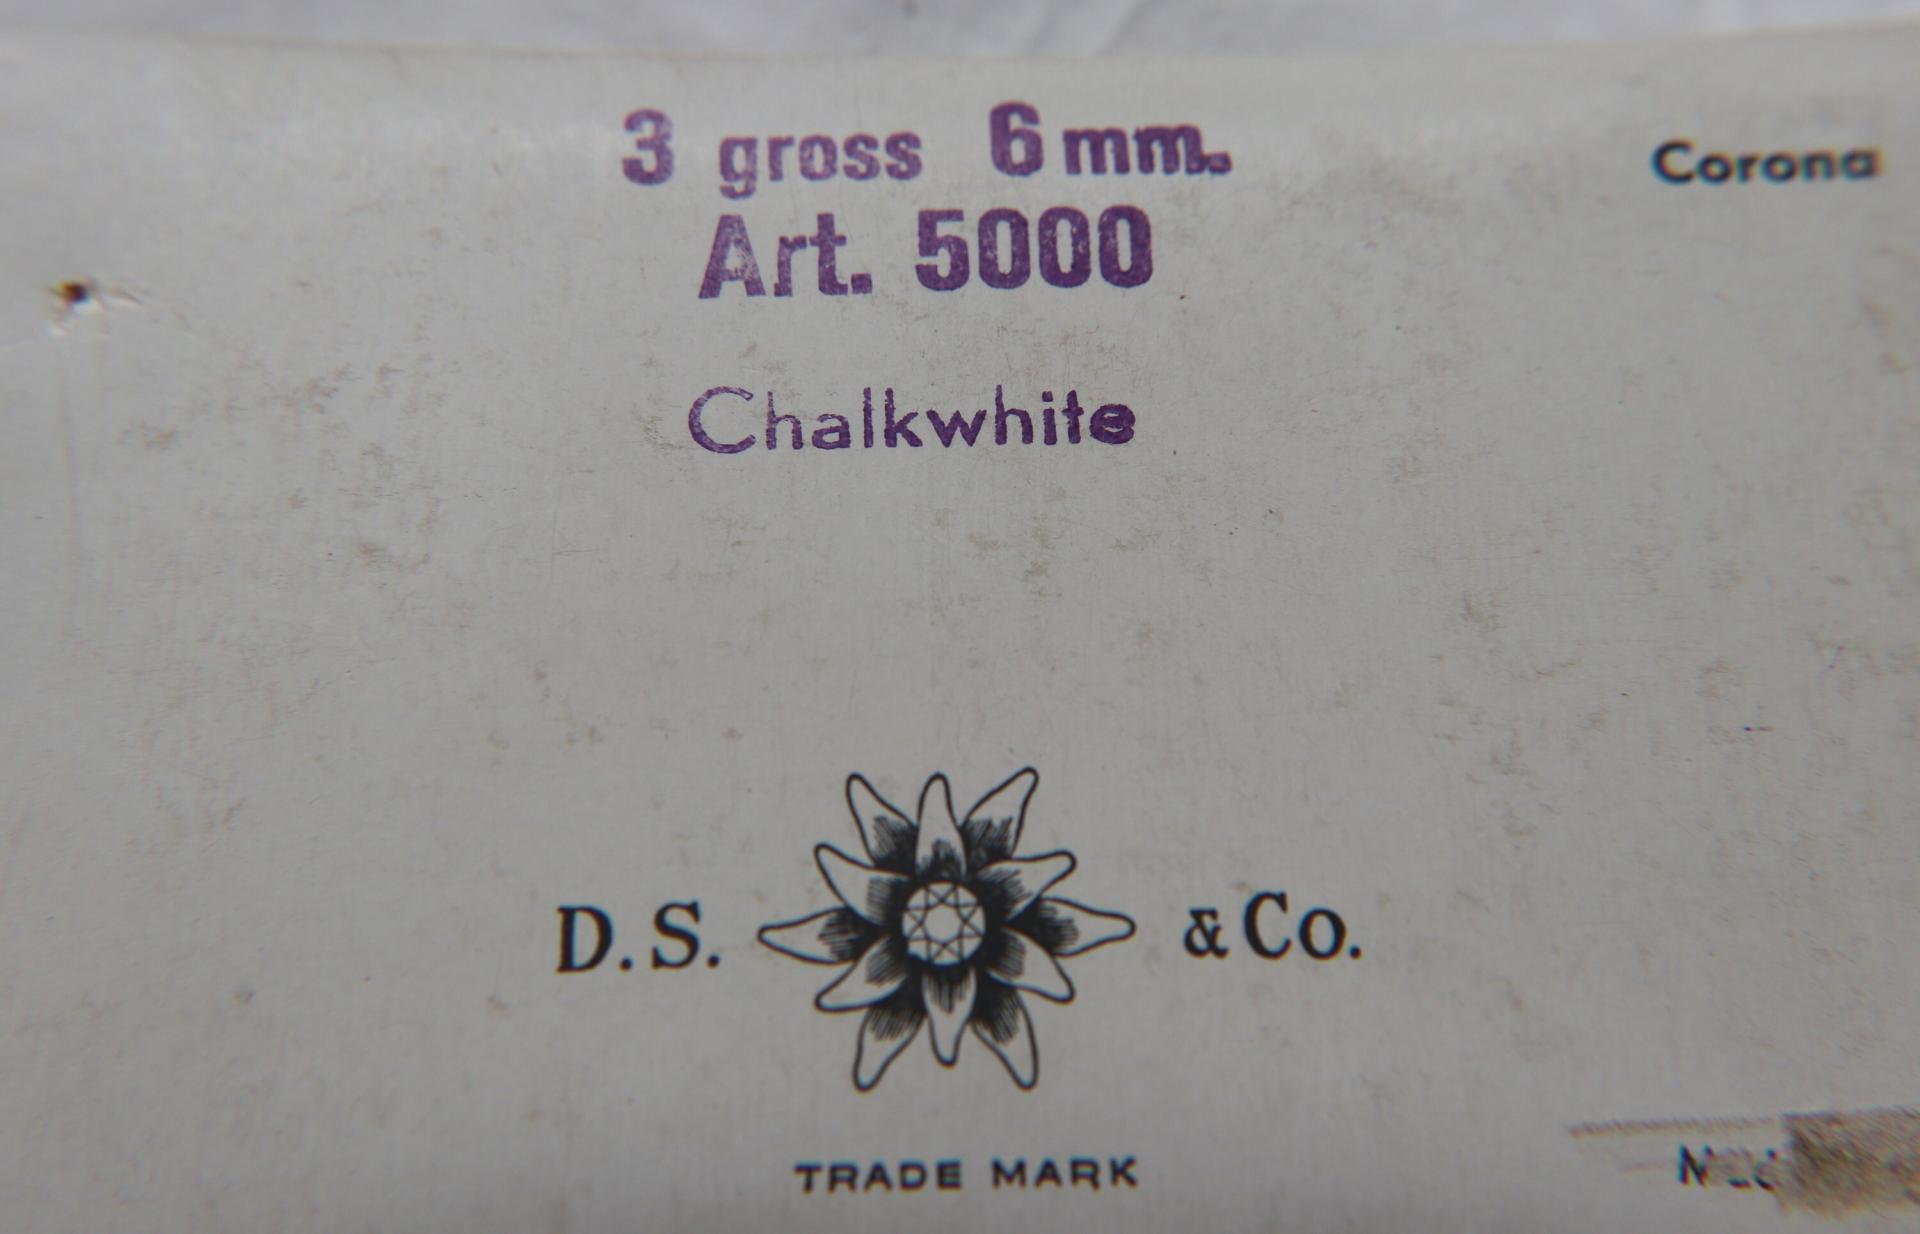 3 gross 6 mm.
Corona
Art. 5000
Chalkwhite
D.S. & Co.
TRADE MARK